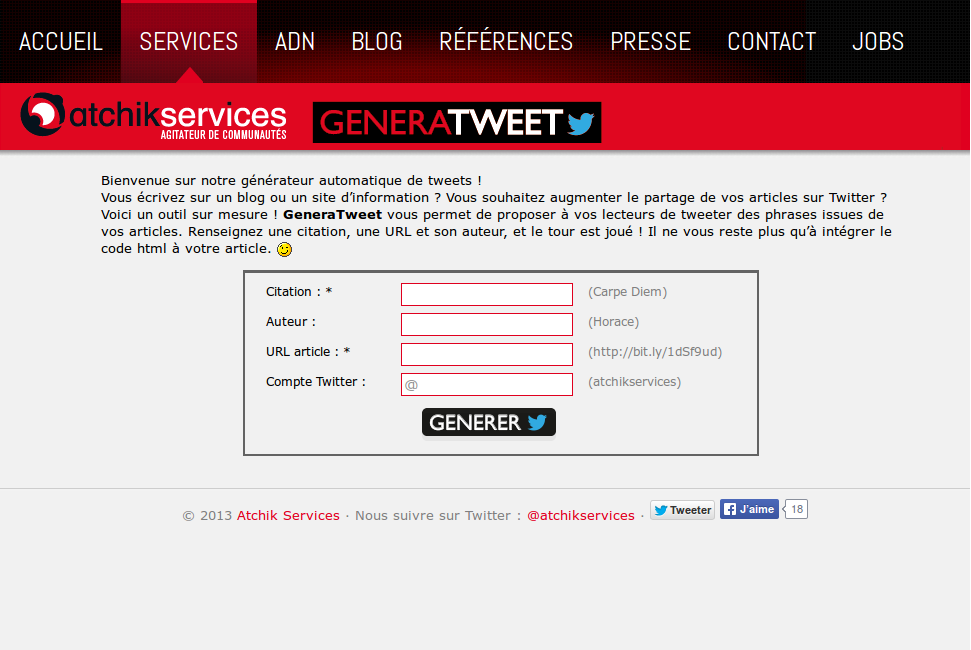 ACCUEIL SERVICES ADN BLOG RÉFÉRENCES PRESSE CONTACT JOBS
atchikservices
AGITATEUR DE COMMUNAUTÉS
GENERATWEET
Bienvenue sur notre générateur automatique de tweets !
Vous écrivez sur un blog ou un site d’information ? Vous souhaitez augmenter le partage de vos articles sur Twitter ?
Voici un outil sur mesure ! GeneraTweet vous permet de proposer à vos lecteurs de tweeter des phrases issues de
vos articles. Renseignez une citation, une URL et son auteur, et le tour est joué ! Il ne vous reste plus qu’à intégrer le
code html à votre article.
Citation : * (Carpe Diem)
Auteur : (Horace)
URL article : * (http://bit.ly/1dSf9ud)
Compte Twitter : @ (atchikservices)
GENERER
© 2013 Atchik Services · Nous suivre sur Twitter : @atchikservices · Tweeter J’aime 18